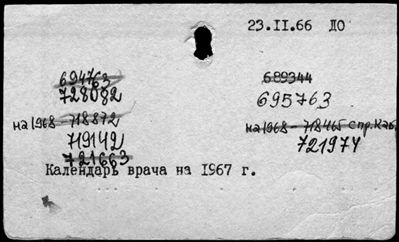 23.II.66 ДО
694763
689344
728082
695763
на 1968 - 718872
на 1968 - 718465 спр. каб.
719142
721974
721663
Календарь врача на 1967 г.